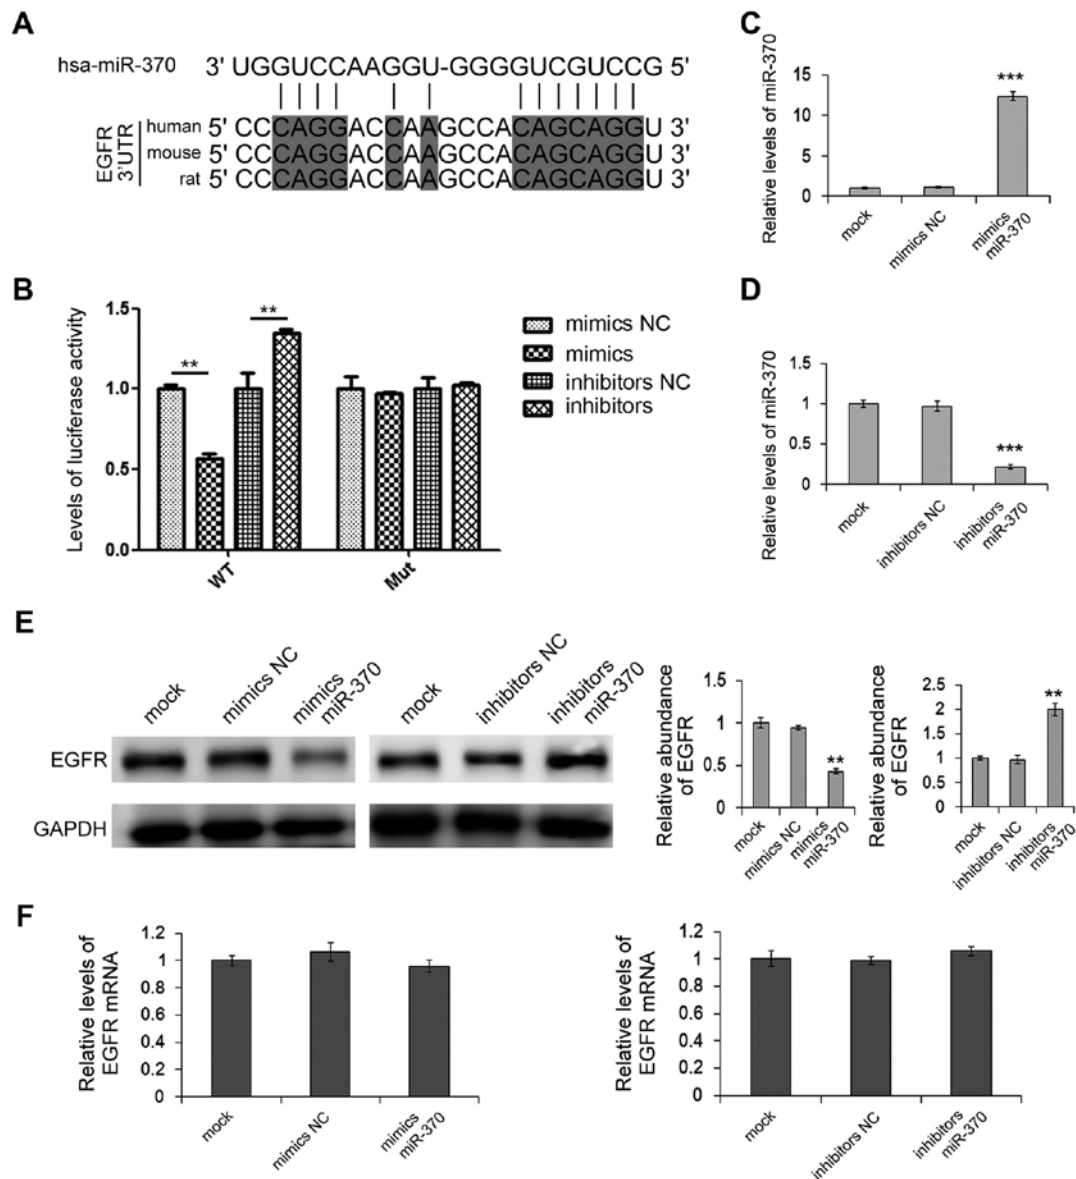 A
hsa-miR-370 3' UGGUCCAAGGU-GGGGUCGUCCG 5'
EGFR 3'UTR
human 5' CCCAGGACCAAGCCACAGCAGGU 3'
mouse 5' CCCAGGACCAAGCCACAGCAGGU 3'
rat 5' CCCAGGACCAAGCCACAGCAGGU 3'
B
Levels of luciferase activity
1.5
1.0
0.5
0.0
** **
WT Mut
mimics NC
mimics
inhibitors NC
inhibitors
C
Relative levels of miR-370
15
10
5
0
***
mock
mimics NC
mimics
miR-370
D
Relative levels of miR-370
1.5
1
0.5
0
***
mock
inhibitors NC
inhibitors
miR-370
E
mock
mimics NC
mimics
miR-370
mock
inhibitors NC
inhibitors
miR-370
EGFR
GAPDH
Relative abundance
of EGFR
1.5
1
0.5
0
**
mock
mimics NC
mimics
miR-370
Relative abundance
of EGFR
2.5
2
1.5
1
0.5
0
**
mock
inhibitors NC
inhibitors
miR-370
F
Relative levels of
EGFR mRNA
1.2
1
0.8
0.6
0.4
0.2
0
mock
mimics NC
mimics
miR-370
Relative levels of
EGFR mRNA
1.2
1
0.8
0.6
0.4
0.2
0
mock
inhibitors NC
inhibitors
miR-370